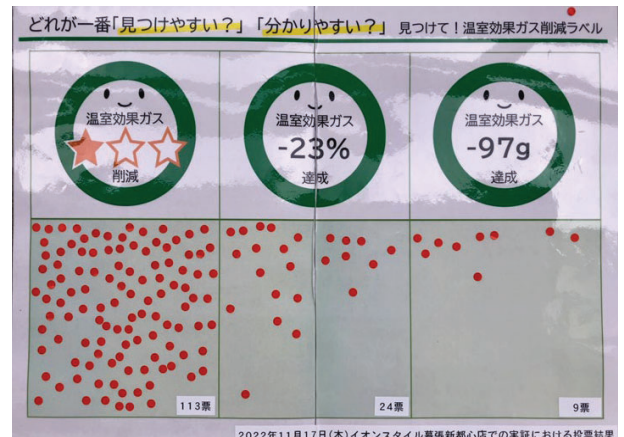 どれが一番「見つけやすい?」「分かりやすい?」 見つけて!温室効果ガス削減ラベル
温室効果ガス
削減
温室効果ガス
-23%
達成
温室効果ガス
-97g
達成
113票
24票
9票
2022年11月17日(木)イオンスタイル幕張新都心店での実証における投票結果